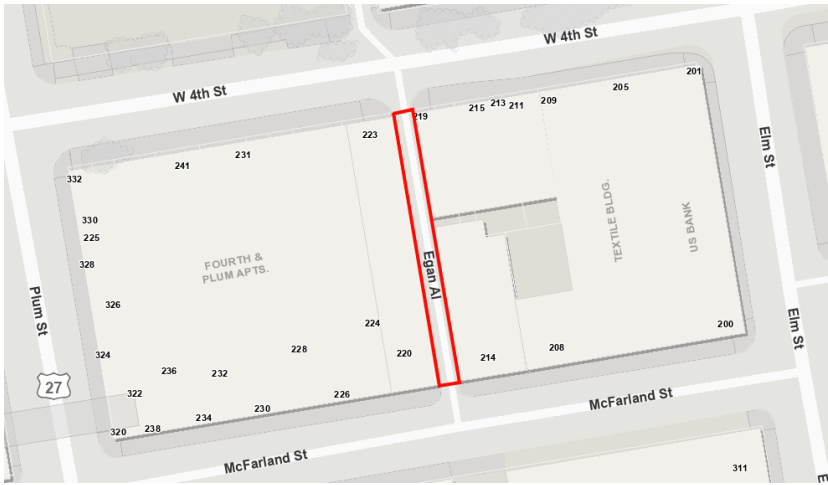 W 4th St
W 4th St
201
205
209
213
211
215
219
223
231
241
332
330
225
328
326
324
322
320
Elm St
TEXTILE BLDG.
US BANK
FOURTH &
PLUM APTS.
Egan Al
Plum St
27
Elm St
224
200
208
214
220
228
232
236
226
230
234
238
McFarland St
McFarland St
311